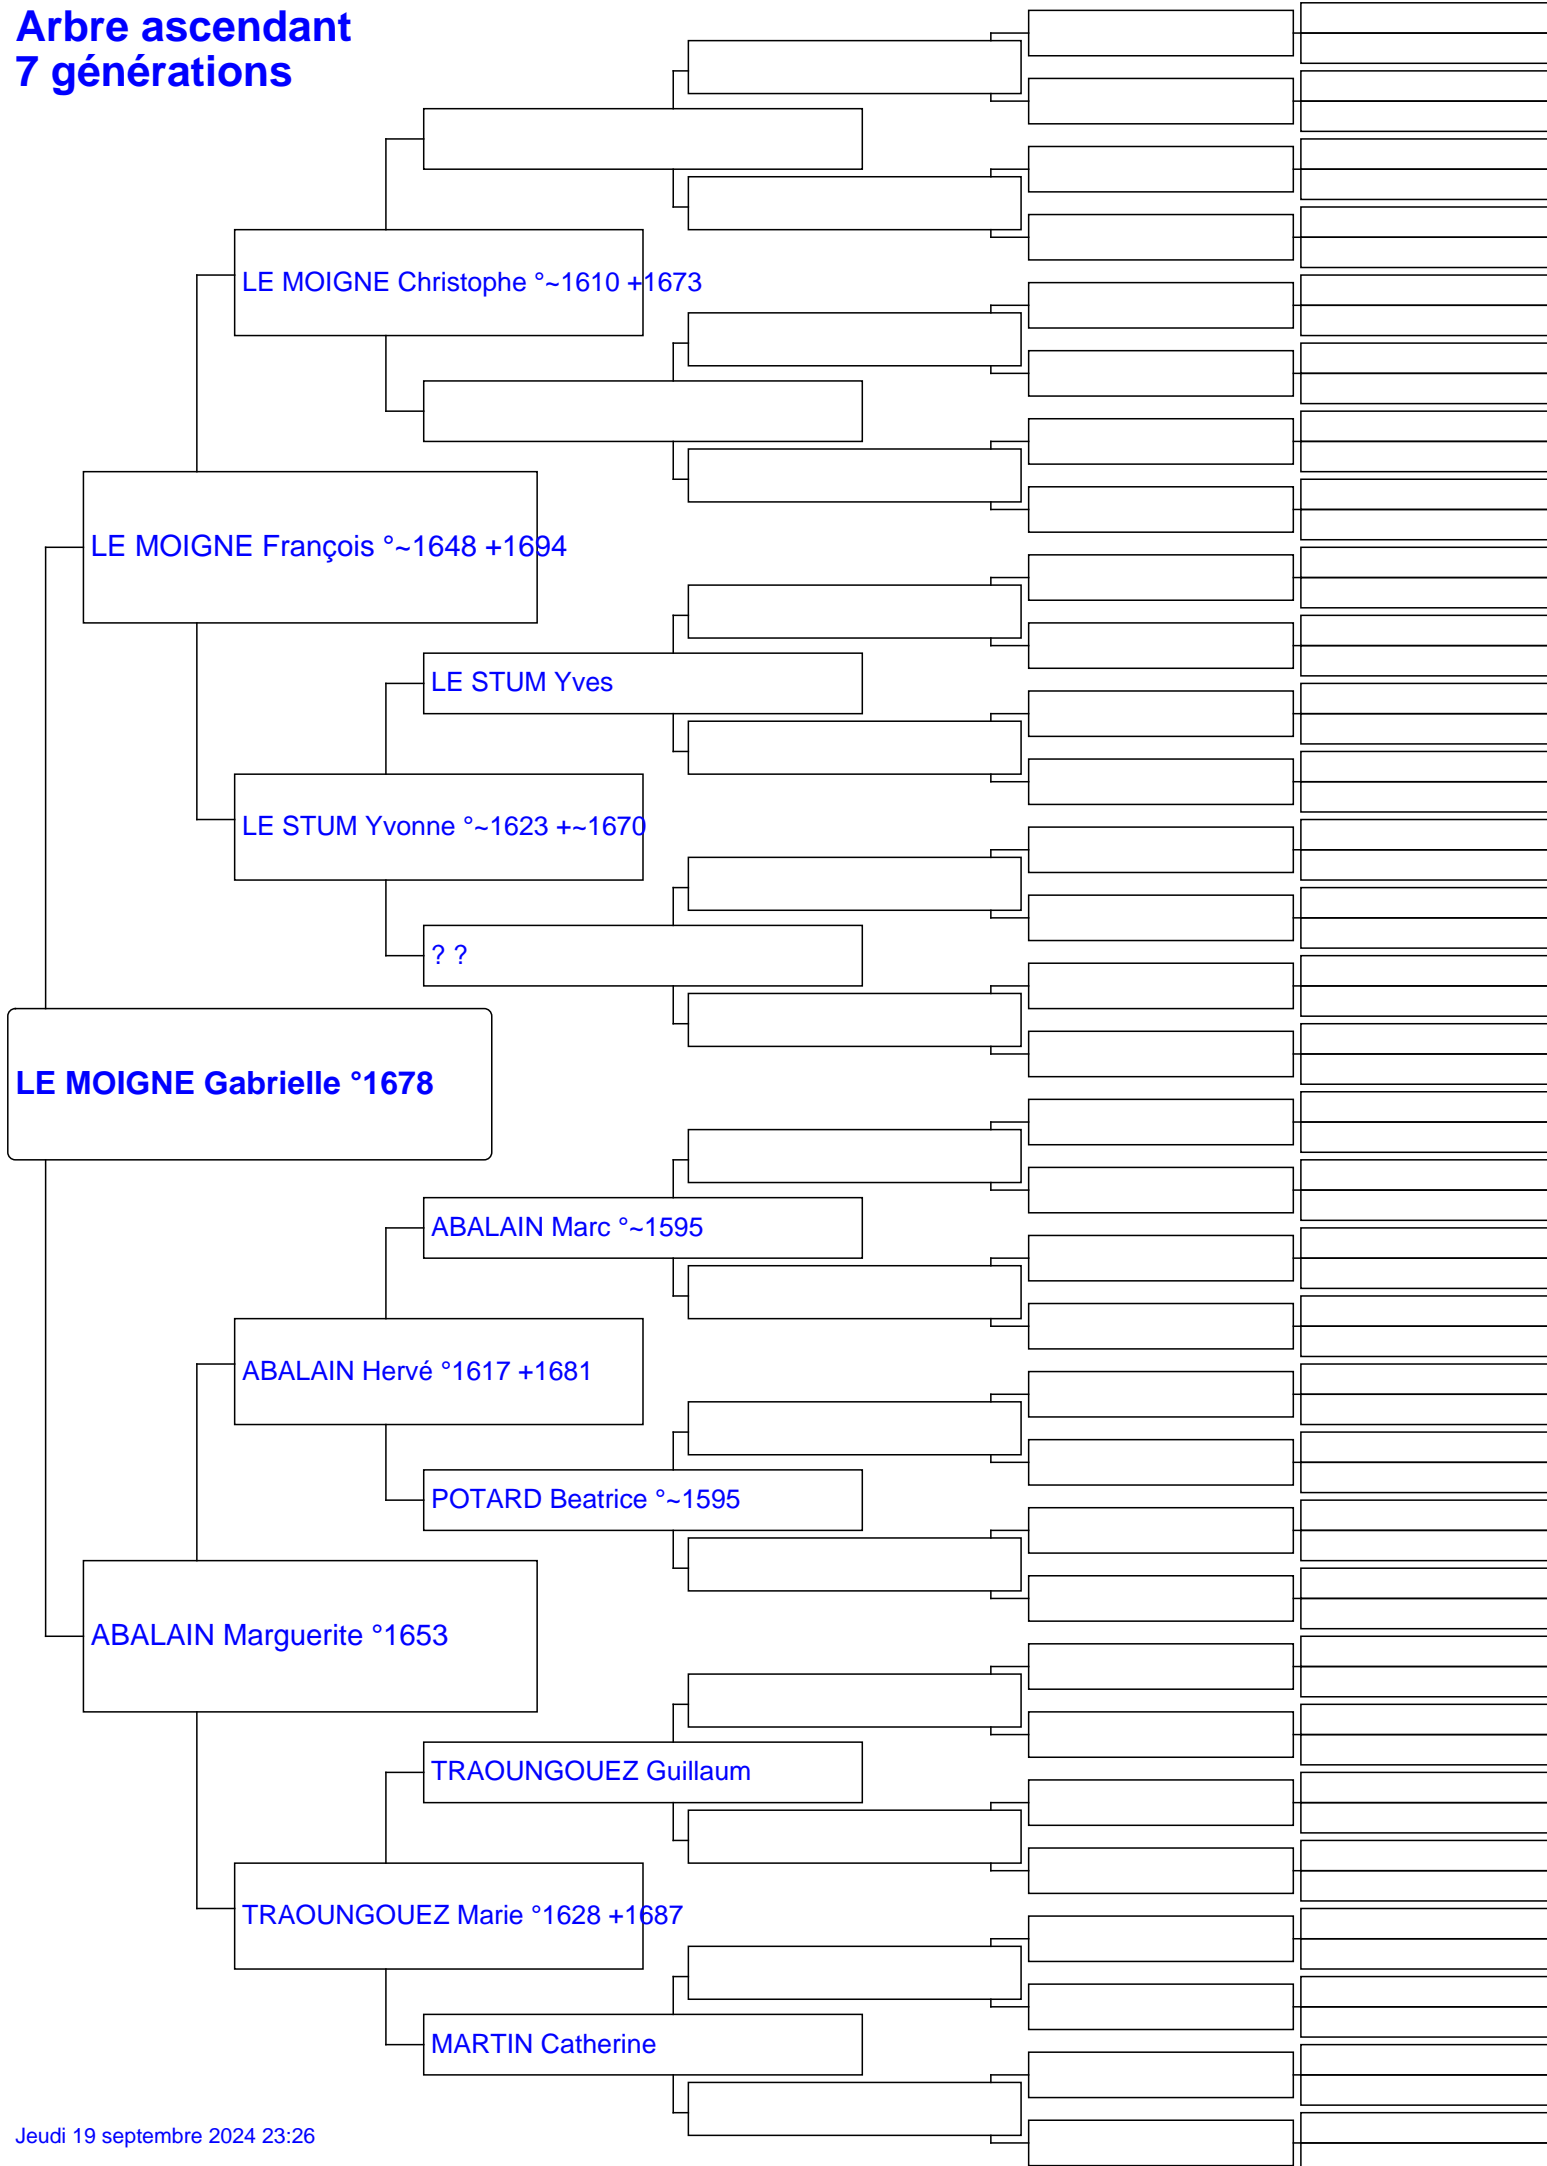 Arbre ascendant
7 générations
LE MOIGNE Christophe °~1610 +1673
LE MOIGNE François °~1648 +1694
LE STUM Yves
LE STUM Yvonne °~1623 +~1670
? ?
LE MOIGNE Gabrielle °1678
ABALAIN Marc °~1595
ABALAIN Hervé °1617 +1681
POTARD Beatrice °~1595
ABALAIN Marguerite °1653
TRAOUNGOUEZ Guillaum
TRAOUNGOUEZ Marie °1628 +1687
MARTIN Catherine
Jeudi 19 septembre 2024 23:26